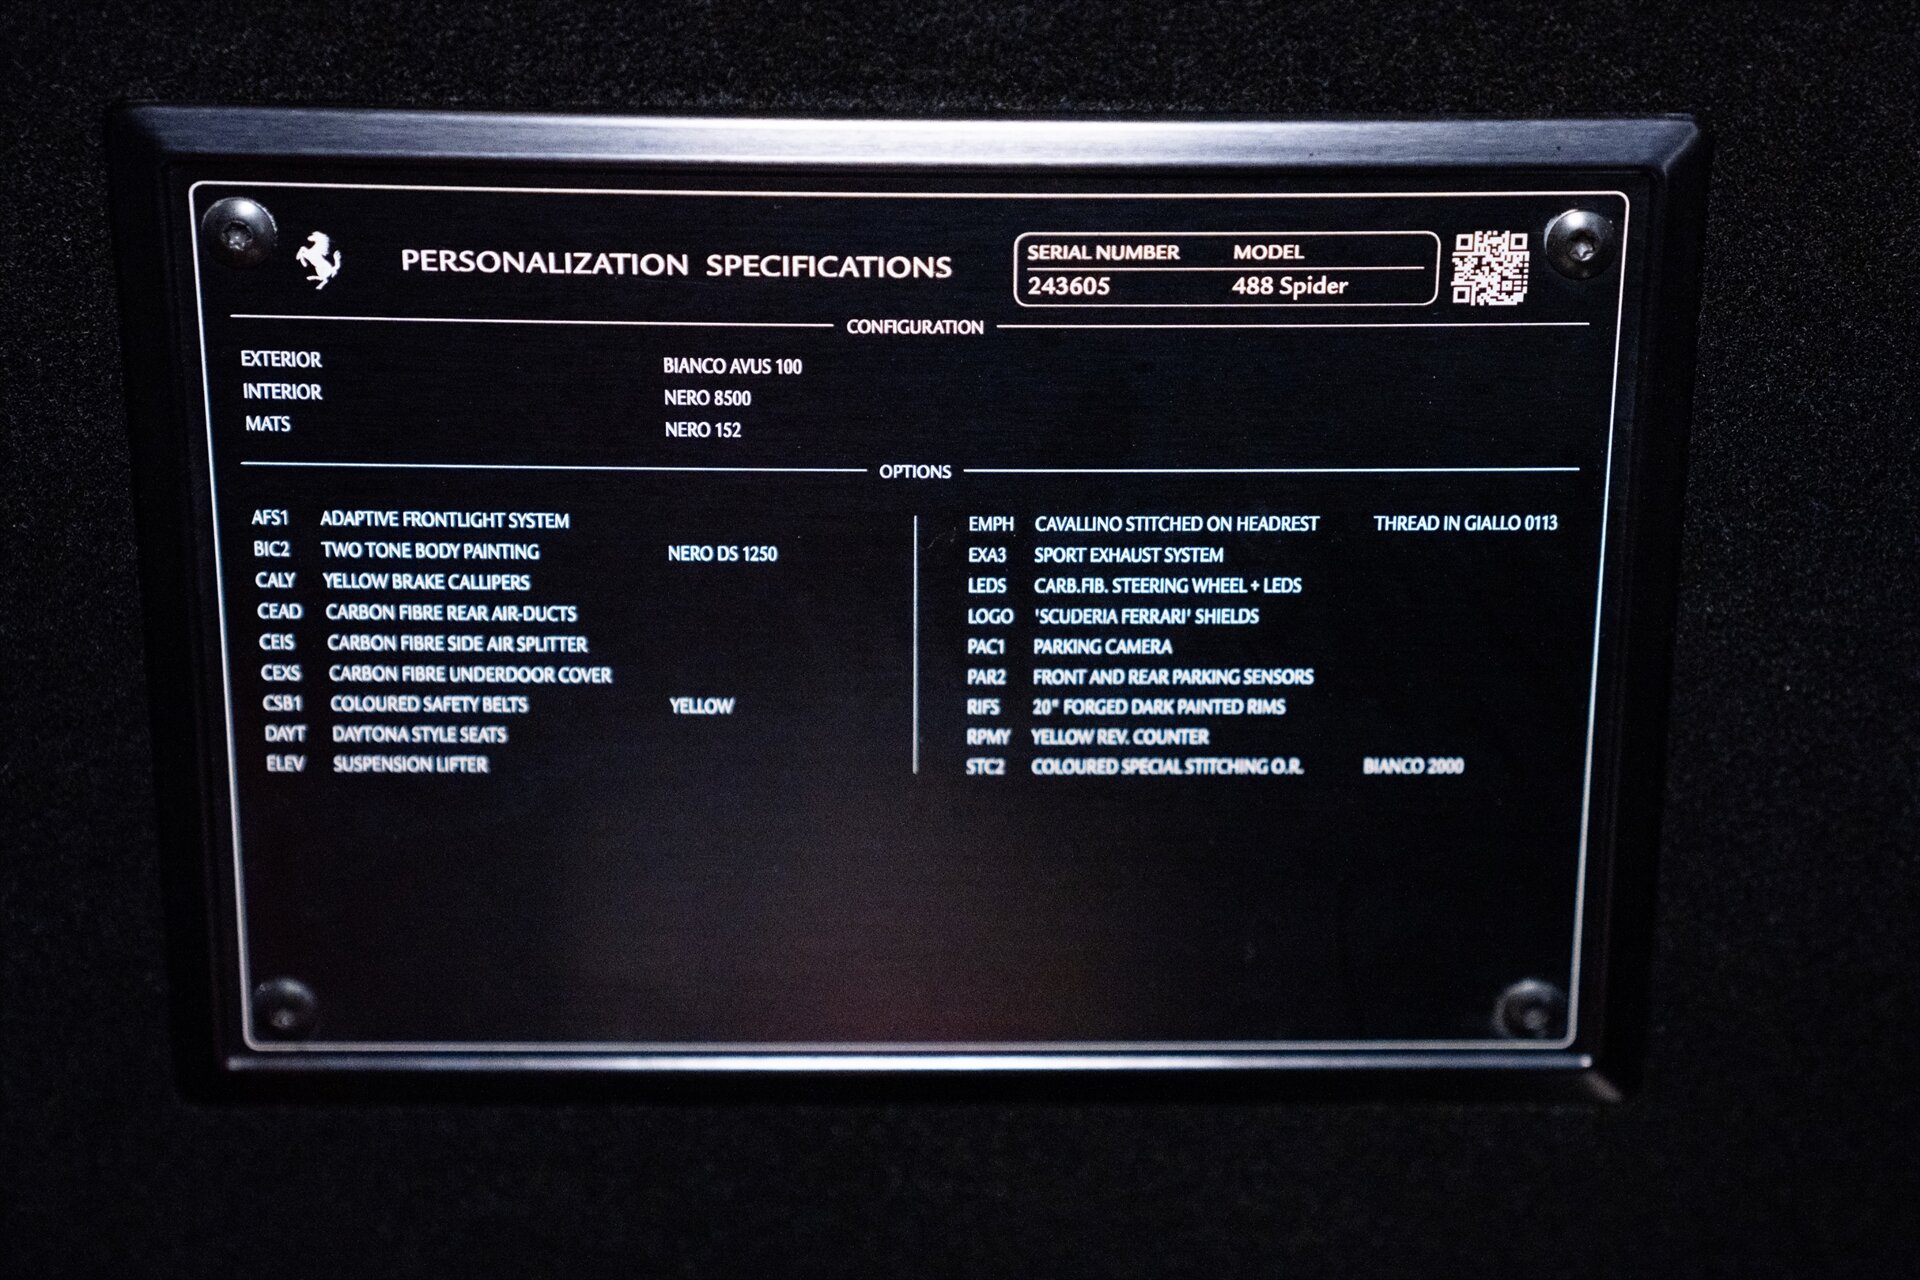 PERSONALIZATION SPECIFICATIONS
SERIAL NUMBER MODEL
243605 488 Spider
CONFIGURATION
EXTERIOR BIANCO AVUS 100
INTERIOR NERO 8500
MATS NERO 152
OPTIONS
AFS1 ADAPTIVE FRONTLIGHT SYSTEM
BIC2 TWO TONE BODY PAINTING NERO DS 1250
CALY YELLOW BRAKE CALLIPERS
CEAD CARBON FIBRE REAR AIR-DUCTS
CEIS CARBON FIBRE SIDE AIR SPLITTER
CEXS CARBON FIBRE UNDERDOOR COVER
CSB1 COLOURED SAFETY BELTS YELLOW
DAYT DAYTONA STYLE SEATS
ELEV SUSPENSION LIFTER
EMPH CAVALLINO STITCHED ON HEADREST THREAD IN GIALLO 0113
EXA3 SPORT EXHAUST SYSTEM
LEDS CARB.FIB. STEERING WHEEL + LEDS
LOGO 'SCUDERIA FERRARI' SHIELDS
PAC1 PARKING CAMERA
PAR2 FRONT AND REAR PARKING SENSORS
RIFS 20" FORGED DARK PAINTED RIMS
RPMY YELLOW REV. COUNTER
STC2 COLOURED SPECIAL STITCHING O.R. BIANCO 2000